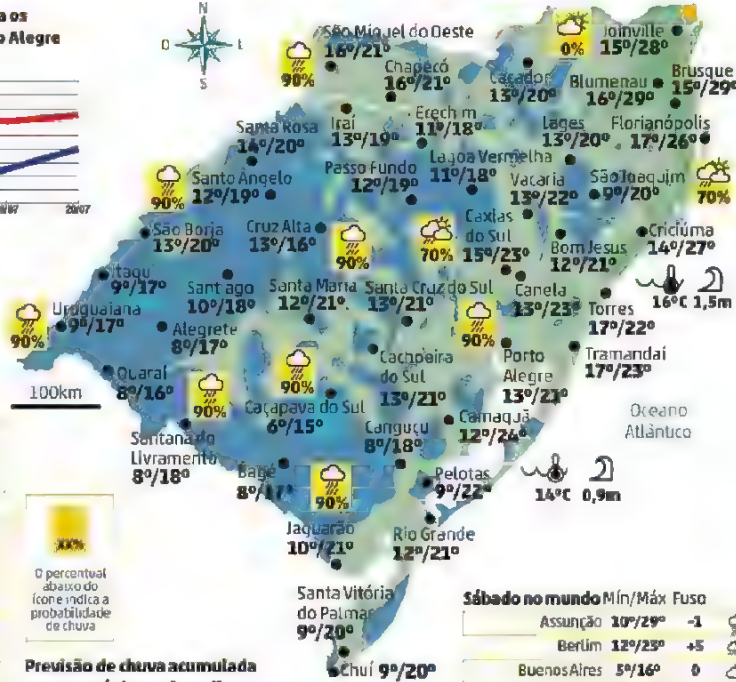 a os
o Alegre
20/07
N
O
L
S
São Miguel do Oeste
16º/21º
90%
Chapecó
16º/21º
0%
Joinville
15º/28º
Caçador
13º/20º
Blumenau
16º/29º
Brusque
15º/29º
Santa Rosa
14º/20º
Iraí
13º/19º
Erechim
11º/18º
Lages
13º/20º
Florianópolis
17º/26º
90%
Santo Ângelo
12º/19º
Passo Fundo
12º/19º
Lagoa Vermelha
11º/18º
Vacaria
13º/22º
São Joaquim
9º/20º
70%
São Borja
13º/20º
Cruz Alta
13º/16º
90%
70%
Caxias
do Sul
15º/23º
Bom Jesus
12º/21º
Criciúma
14º/27º
Itaqui
9º/17º
Santiago
10º/18º
Santa Maria
12º/21º
Santa Cruz do Sul
13º/21º
Canela
13º/23º
16ºC 1,5m
Torres
17º/22º
90%
Uruguaiana
9º/17º
Alegrete
8º/17º
90%
Tramandaí
17º/23º
Quaraí
8º/16º
90%
90%
Cachoeira
do Sul
13º/21º
Porto
Alegre
13º/21º
100km
Caçapava do Sul
6º/15º
Camaquã
12º/24º
Oceano
Atlântico
Santana do
Livramento
8º/18º
Canguçu
8º/18º
Bagé
8º/17º
90%
Pelotas
9º/22º
14ºC 0,9m
Jaguarão
10º/21º
Rio Grande
12º/21º
XX%
O percentual
abaixo do
ícone indica a
probabilidade
de chuva
Santa Vitória
do Palmar
9º/20º
Chuí 9º/20º
Sábado no mundo Mín/Máx Fuso
Assunção 10º/29º -1
Berlim 12º/23º +5
Buenos Aires 5º/16º 0
Previsão de chuva acumulada